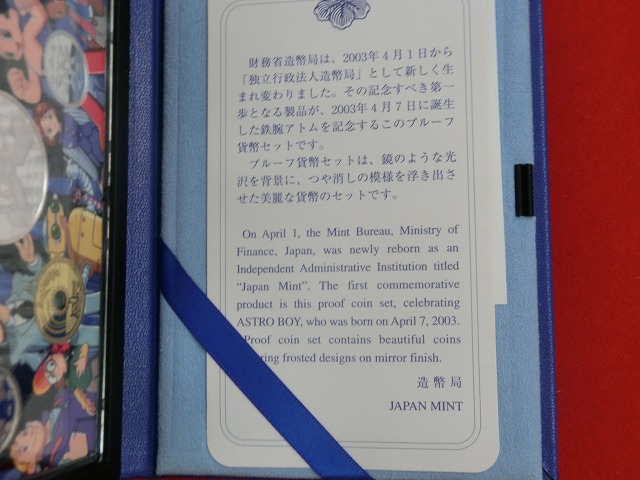 財務省造幣局は、2003年4月1日から
「独立行政法人造幣局」として新しく生
まれ変わりました。その記念すべき第一
歩となる製品が、2003年4月7日に誕生
した鉄腕アトムを記念するこのプルーフ
貨幣セットです。
プルーフ貨幣セットは、鏡のような光
沢を背景に、つや消しの模様を浮き出さ
せた美麗な貨幣のセットです。
On April 1, the Mint Bureau, Ministry of
Finance, Japan, was newly reborn as an
Independent Administrative Institution titled
“Japan Mint”. The first commemorative
product is this proof coin set, celebrating
ASTRO BOY, who was born on April 7, 2003.
Proof coin set contains beautiful coins
frosted designs on mirror finish.
造幣局
JAPAN MINT